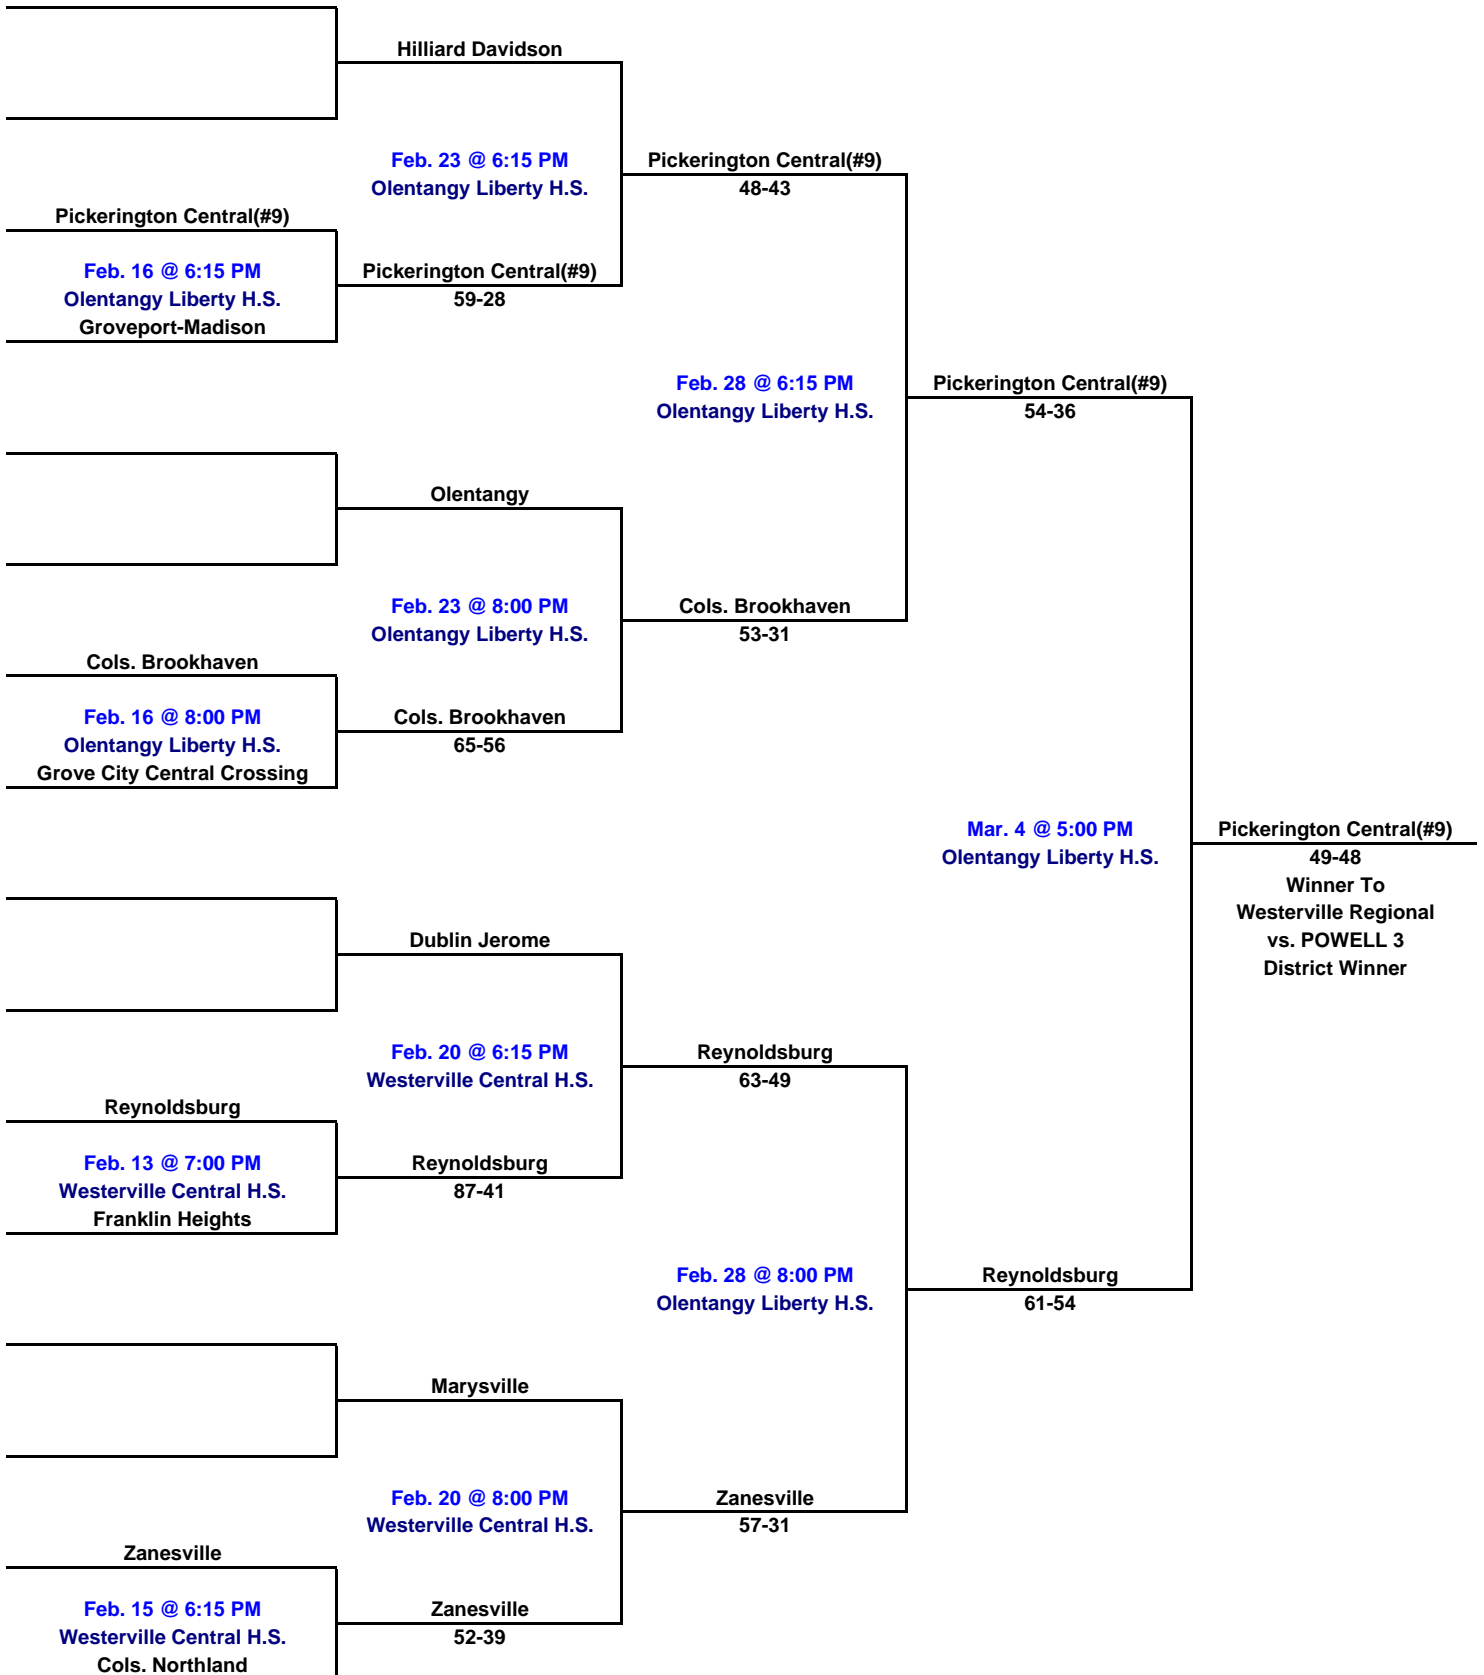 Hilliard Davidson
Feb. 23 @ 6:15 PM
Olentangy Liberty H.S.
Pickerington Central(#9)
48-43
Pickerington Central(#9)
Feb. 16 @ 6:15 PM
Olentangy Liberty H.S.
Groveport-Madison
Pickerington Central(#9)
59-28
Feb. 28 @ 6:15 PM
Olentangy Liberty H.S.
Pickerington Central(#9)
54-36
Olentangy
Feb. 23 @ 8:00 PM
Olentangy Liberty H.S.
Cols. Brookhaven
53-31
Cols. Brookhaven
Feb. 16 @ 8:00 PM
Olentangy Liberty H.S.
Grove City Central Crossing
Cols. Brookhaven
65-56
Mar. 4 @ 5:00 PM
Olentangy Liberty H.S.
Pickerington Central(#9)
49-48
Winner To
Westerville Regional
vs. POWELL 3
District Winner
Dublin Jerome
Feb. 20 @ 6:15 PM
Westerville Central H.S.
Reynoldsburg
63-49
Reynoldsburg
Feb. 13 @ 7:00 PM
Westerville Central H.S.
Franklin Heights
Reynoldsburg
87-41
Feb. 28 @ 8:00 PM
Olentangy Liberty H.S.
Reynoldsburg
61-54
Marysville
Feb. 20 @ 8:00 PM
Westerville Central H.S.
Zanesville
57-31
Zanesville
Feb. 15 @ 6:15 PM
Westerville Central H.S.
Cols. Northland
Zanesville
52-39